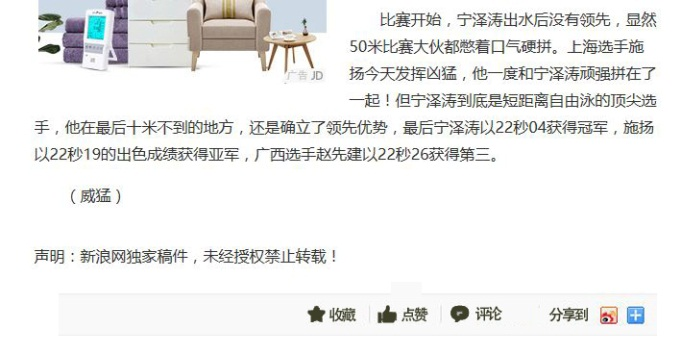 比赛开始，宁泽涛出水后没有领先，显然
50米比赛大伙都憋着口气硬拼。上海选手施
扬今天发挥凶猛，他一度和宁泽涛顽强拼在了
广告 JD
一起！但宁泽涛到底是短距离自由泳的顶尖选
手，他在最后十米不到的地方，还是确立了领先优势，最后宁泽涛以22秒04获得冠军，施扬
以22秒19的出色成绩获得亚军，广西选手赵先建以22秒26获得第三。
（威猛）
声明：新浪网独家稿件，未经授权禁止转载！
收藏 点赞 评论 分享到